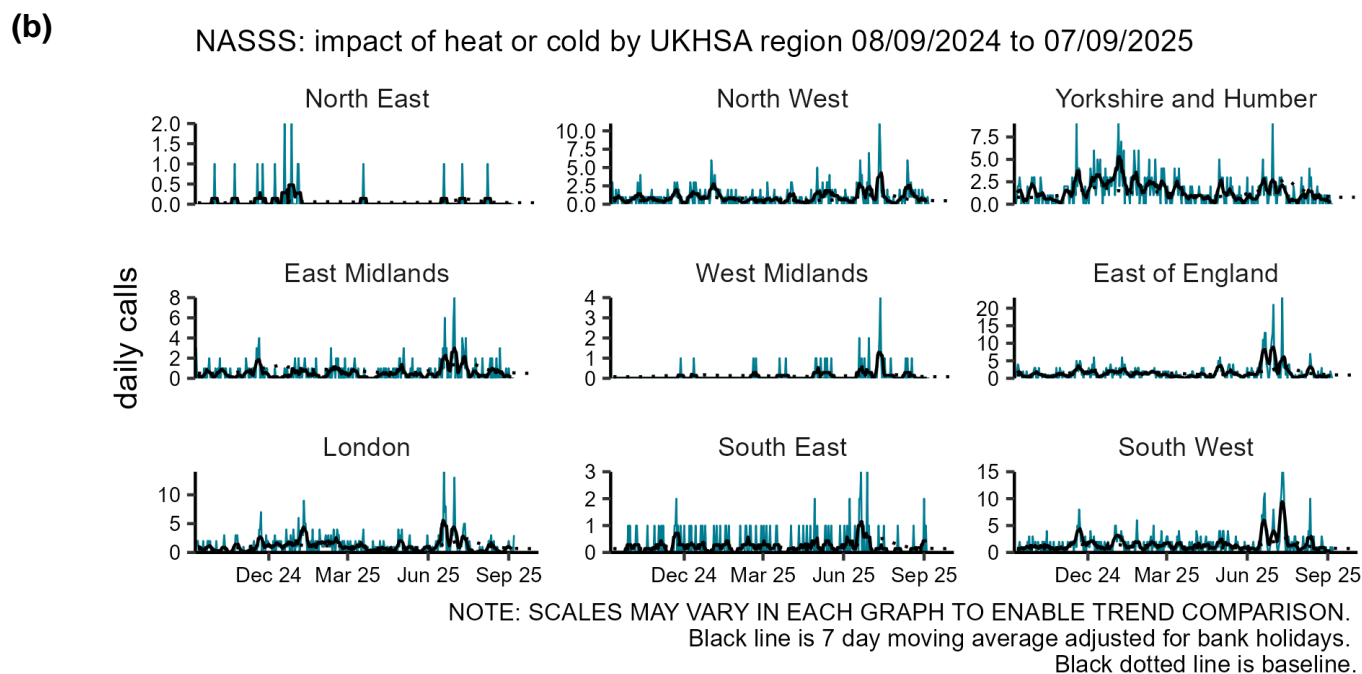 (b)
NASSS: impact of heat or cold by UKHSA region 08/09/2024 to 07/09/2025
North East
North West
Yorkshire and Humber
2.0
1.5
1.0
0.5
0.0
10.0
7.5
5.0
2.5
0.0
7.5
5.0
2.5
0.0
daily calls
East Midlands
West Midlands
East of England
8
6
4
2
0
4
3
2
1
0
20
15
10
5
0
London
South East
South West
10
5
0
3
2
1
0
15
10
5
0
Dec 24 Mar 25 Jun 25 Sep 25
Dec 24 Mar 25 Jun 25 Sep 25
Dec 24 Mar 25 Jun 25 Sep 25
NOTE: SCALES MAY VARY IN EACH GRAPH TO ENABLE TREND COMPARISON.
Black line is 7 day moving average adjusted for bank holidays.
Black dotted line is baseline.